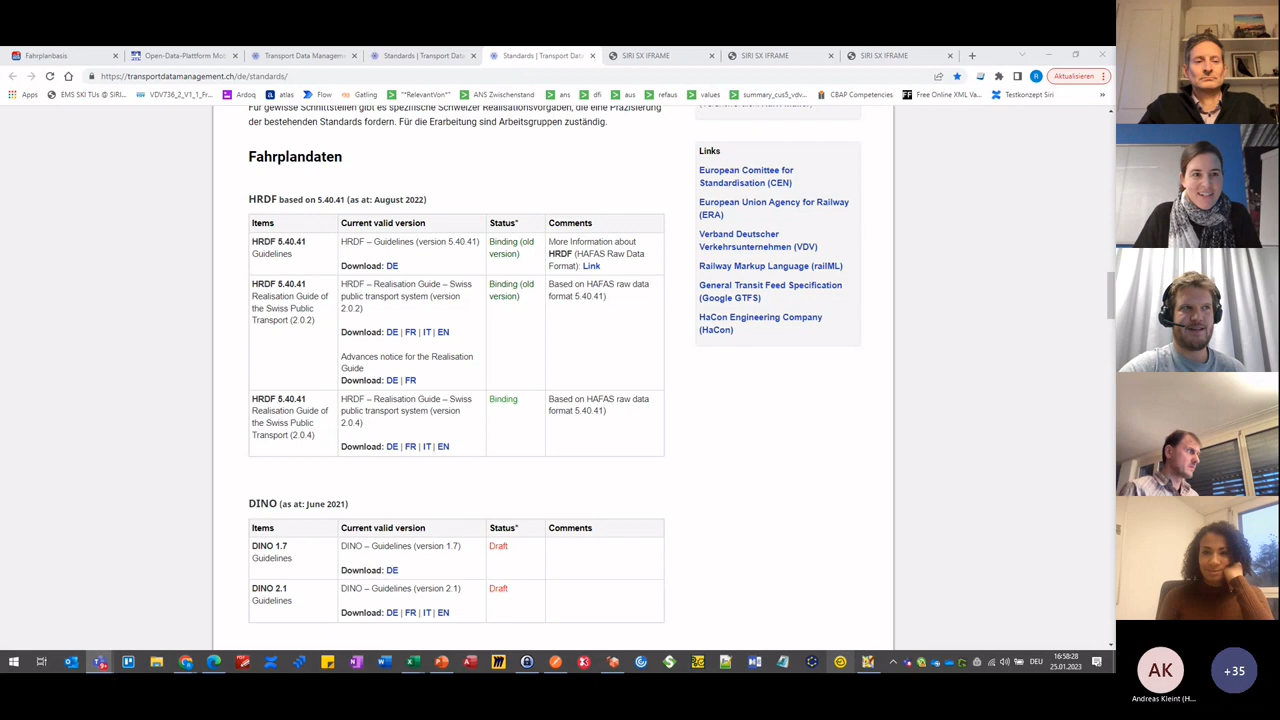 Fahrplanbasis
Open-Data-Plattform Mo
Transport Data Manageme
Standards | Transport Date
Standards | Transport Data
SIRI SX IFRAME
SIRI SX IFRAME
SIRI SX IFRAME
https://transportdatamanagement.ch/de/standards/
Aktualisieren
Apps
EMS SKI TUs @ SIRI...
VDV736_2_V1_1_Fr...
Ardoq
atlas
Flow
Gatling
**RelevantVon**
ANS Zwischenstand
ans
dfi
aus
refaus
values
summary_cus5_vdv...
CBAP Competencies
Free Online XML Va...
Testkonzept Siri
Für gewisse Schnittstellen gibt es spezifische Schweizer Realisationsvorgaben, die eine Präzisierung
der bestehenden Standards fordern. Für die Erarbeitung sind Arbeitsgruppen zuständig.
Fahrplandaten
HRDF based on 5.40.41 (as at: August 2022)
Items
Current valid version
Status*
Comments
HRDF 5.40.41
Guidelines
HRDF – Guidelines (version 5.40.41)
Download: DE
Binding (old
version)
More Information about
HRDF (HAFAS Raw Data
Format): Link
HRDF 5.40.41
Realisation Guide of
the Swiss Public
Transport (2.0.2)
HRDF – Realisation Guide – Swiss
public transport system (version
2.0.2)
Download: DE | FR | IT | EN
Advances notice for the Realisation
Guide
Download: DE | FR
Binding (old
version)
Based on HAFAS raw data
format 5.40.41)
HRDF 5.40.41
Realisation Guide of
the Swiss Public
Transport (2.0.4)
HRDF – Realisation Guide – Swiss
public transport system (version
2.0.4)
Download: DE | FR | IT | EN
Binding
Based on HAFAS raw data
format 5.40.41)
DINO (as at: June 2021)
Items
Current valid version
Status*
Comments
DINO 1.7
Guidelines
DINO – Guidelines (version 1.7)
Download: DE
Draft
DINO 2.1
Guidelines
DINO – Guidelines (version 2.1)
Download: DE | FR | IT | EN
Draft
Links
European Comittee for
Standardisation (CEN)
European Union Agency for Railway
(ERA)
Verband Deutscher
Verkehrsunternehmen (VDV)
Railway Markup Language (railML)
General Transit Feed Specification
(Google GTFS)
HaCon Engineering Company
(HaCon)
DEU
16:58:28
25.01.2023
AK
+35
Andreas Kleint (H...